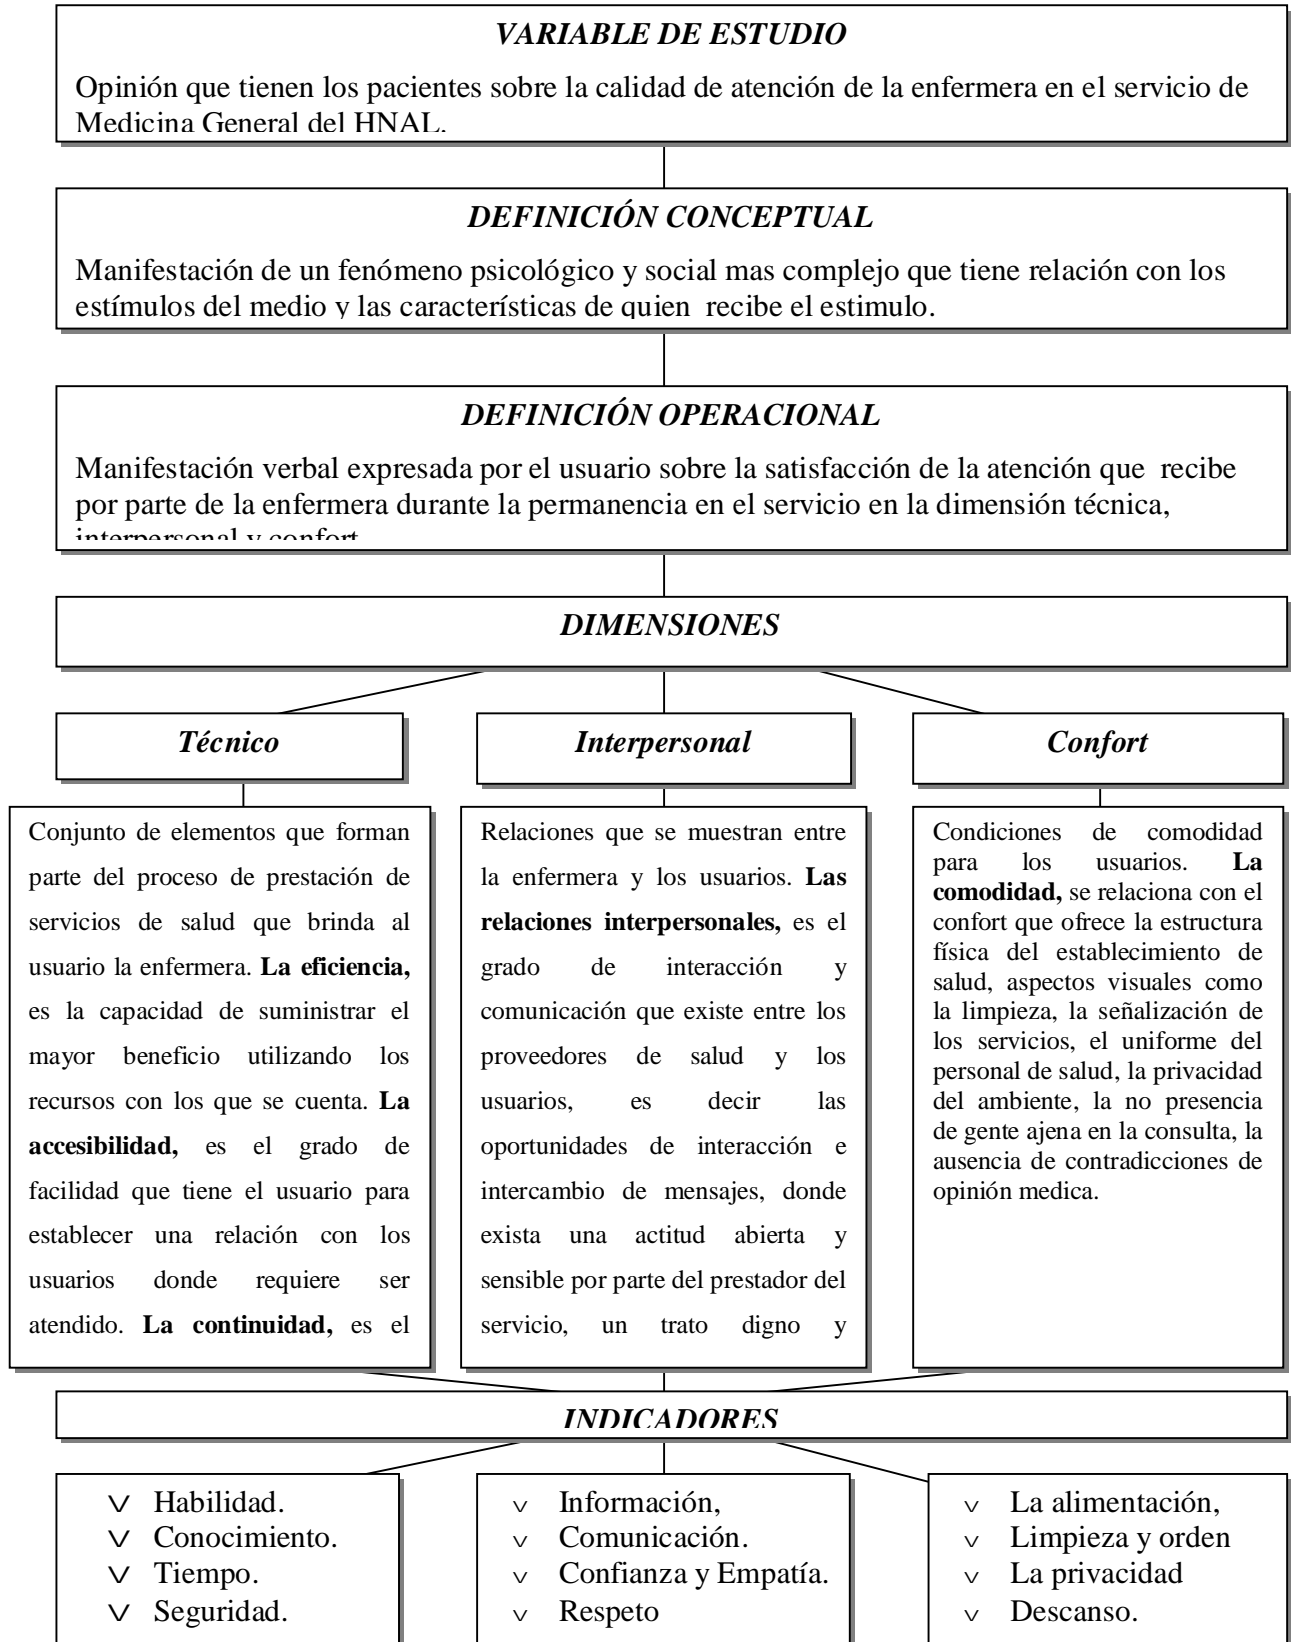 VARIABLE DE ESTUDIO
Opinión que tienen los pacientes sobre la calidad de atención de la enfermera en el servicio de
Medicina General del HNAL.
DEFINICIÓN CONCEPTUAL
Manifestación de un fenómeno psicológico y social mas complejo que tiene relación con los
estímulos del medio y las características de quien recibe el estimulo.
DEFINICIÓN OPERACIONAL
Manifestación verbal expresada por el usuario sobre la satisfacción de la atención que recibe
por parte de la enfermera durante la permanencia en el servicio en la dimensión técnica,
interpersonal y confort
DIMENSIONES
Técnico
Conjunto de elementos que forman
parte del proceso de prestación de
servicios de salud que brinda al
usuario la enfermera. La eficiencia,
es la capacidad de suministrar el
mayor beneficio utilizando los
recursos con los que se cuenta. La
accesibilidad, es el grado de
facilidad que tiene el usuario para
establecer una relación con los
usuarios donde requiere ser
atendido. La continuidad, es el
Interpersonal
Relaciones que se muestran entre
la enfermera y los usuarios. Las
relaciones interpersonales, es el
grado de interacción y
comunicación que existe entre los
proveedores de salud y los
usuarios, es decir las
oportunidades de interacción e
intercambio de mensajes, donde
exista una actitud abierta y
sensible por parte del prestador del
servicio, un trato digno y
Confort
Condiciones de comodidad
para los usuarios. La
comodidad, se relaciona con el
confort que ofrece la estructura
física del establecimiento de
salud, aspectos visuales como
la limpieza, la señalización de
los servicios, el uniforme del
personal de salud, la privacidad
del ambiente, la no presencia
de gente ajena en la consulta, la
ausencia de contradicciones de
opinión medica.
INDICADORES
v Habilidad.
v Conocimiento.
v Tiempo.
v Seguridad.
v Información,
v Comunicación.
v Confianza y Empatía.
v Respeto
v La alimentación,
v Limpieza y orden
v La privacidad
v Descanso.